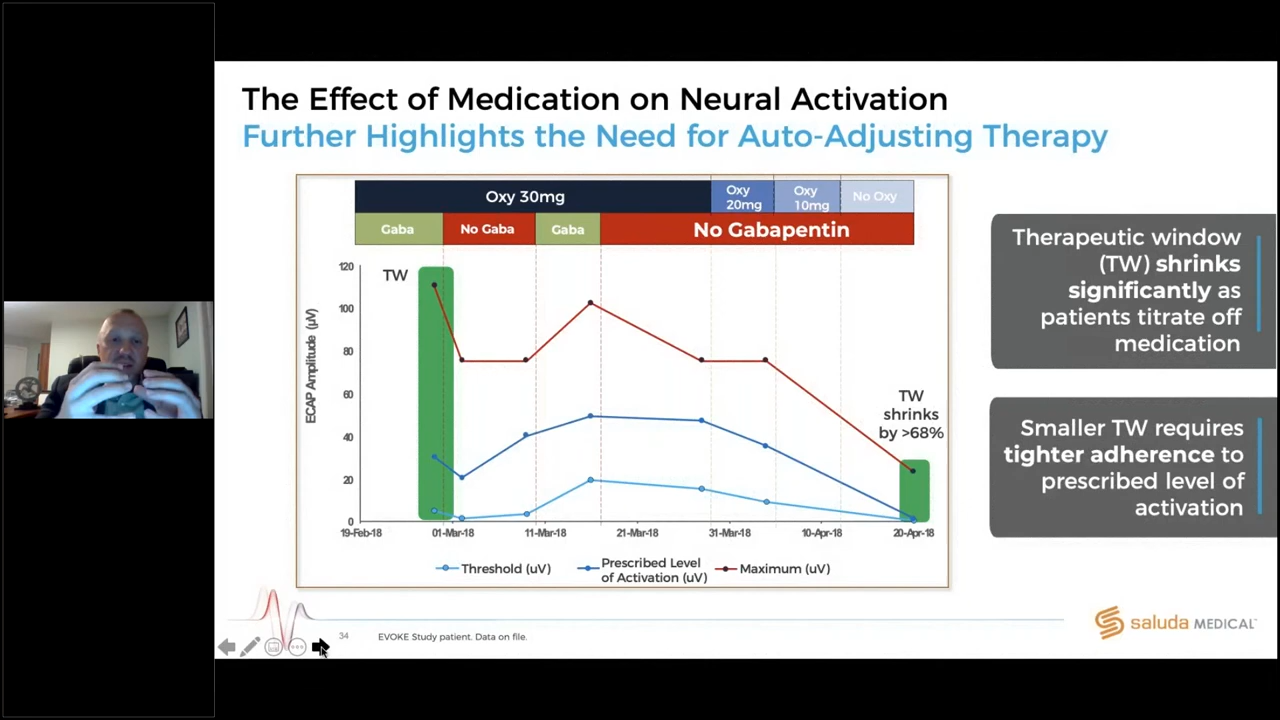 The Effect of Medication on Neural Activation
Further Highlights the Need for Auto-Adjusting Therapy
Oxy 30mg
Oxy
20mg
Oxy
10mg
No Oxy
Gaba
No Gaba
Gaba
No Gabapentin
TW
120
100
80
60
40
20
0
ECAP Amplitude (µV)
19-Feb-18
01-Mar-18
11-Mar-18
21-Mar-18
31-Mar-18
10-Apr-18
20-Apr-18
TW
shrinks
by >68%
Threshold (uV)
Prescribed Level
of Activation (uV)
Maximum (uV)
Therapeutic window
(TW) shrinks
significantly as
patients titrate off
medication
Smaller TW requires
tighter adherence to
prescribed level of
activation
34
EVOKE Study patient. Data on file.
saluda MEDICAL™